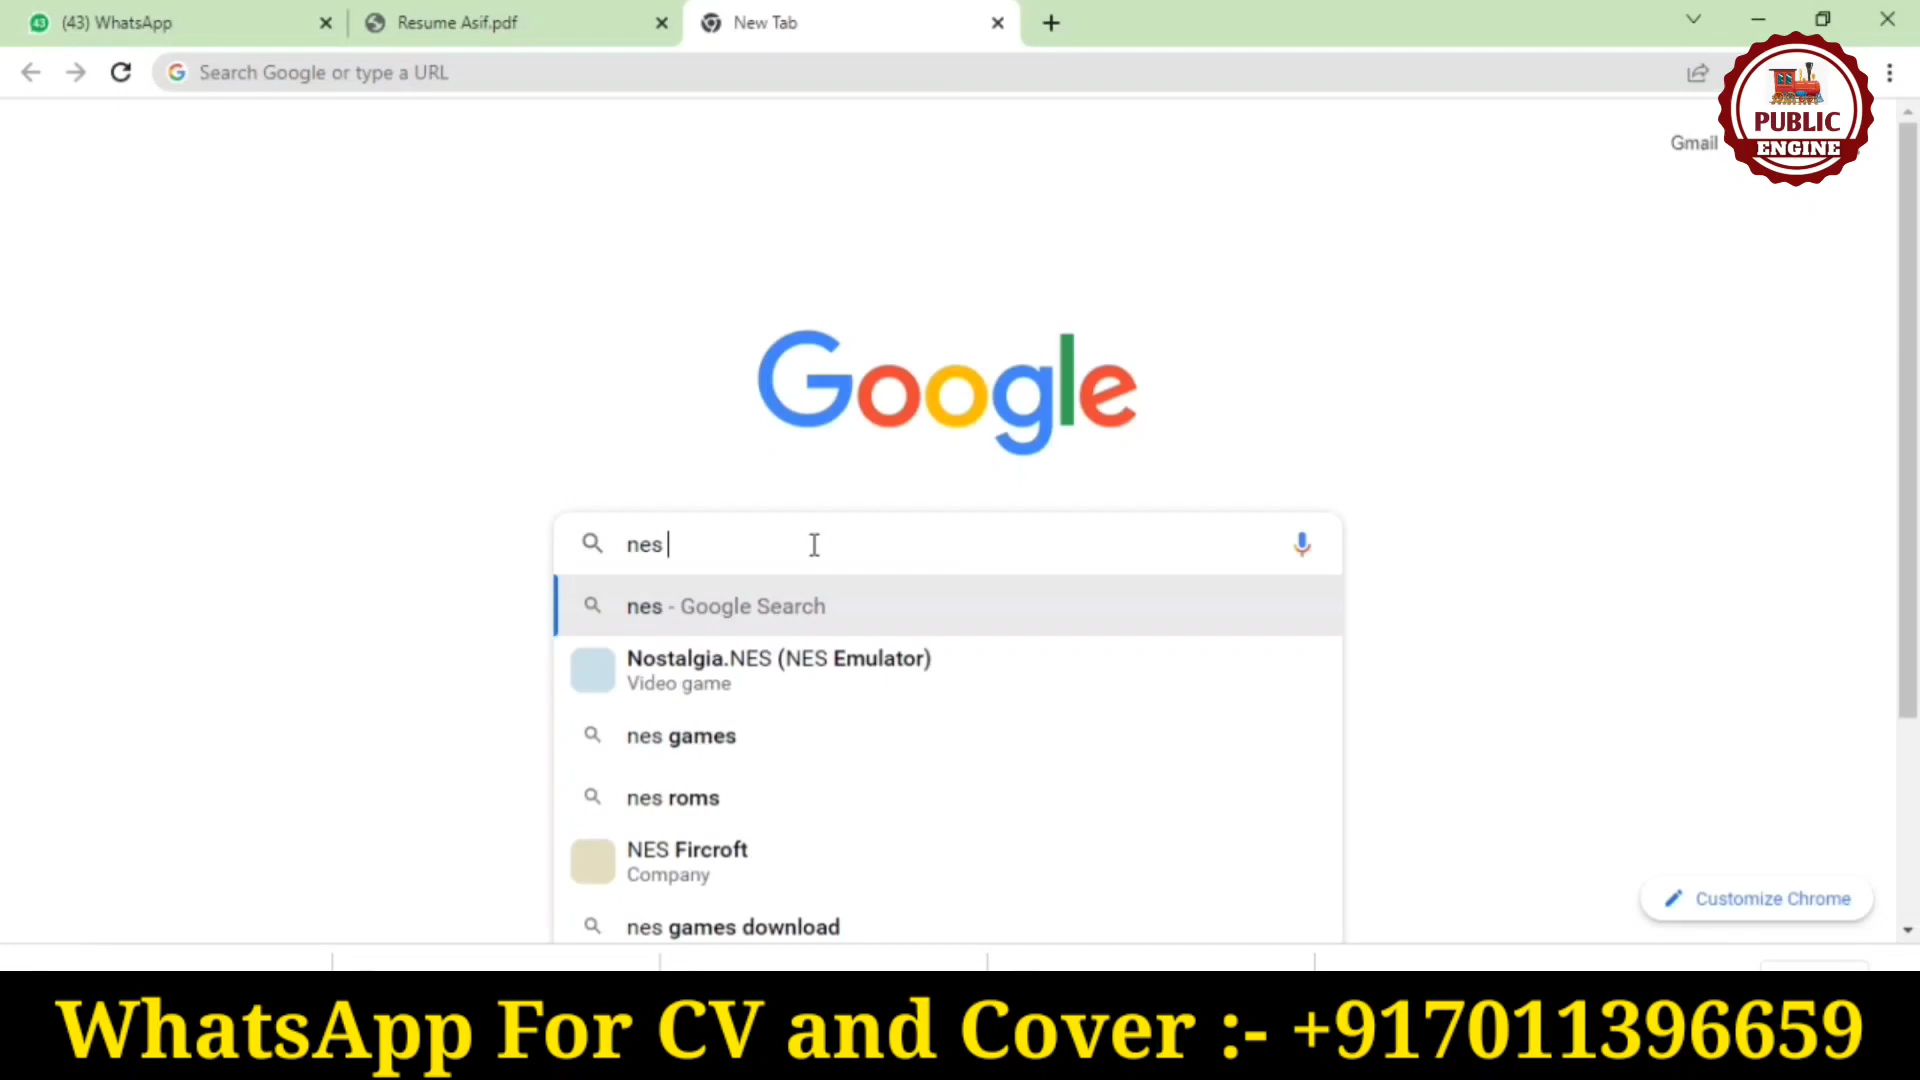 (43) WhatsApp
Resume Asif.pdf
New Tab
Search Google or type a URL
Gmail
PUBLIC
ENGINE
Google
nes
nes - Google Search
Nostalgia.NES (NES Emulator)
Video game
nes games
nes roms
NES Fircroft
Company
nes games download
Customize Chrome
WhatsApp For CV and Cover :- +917011396659